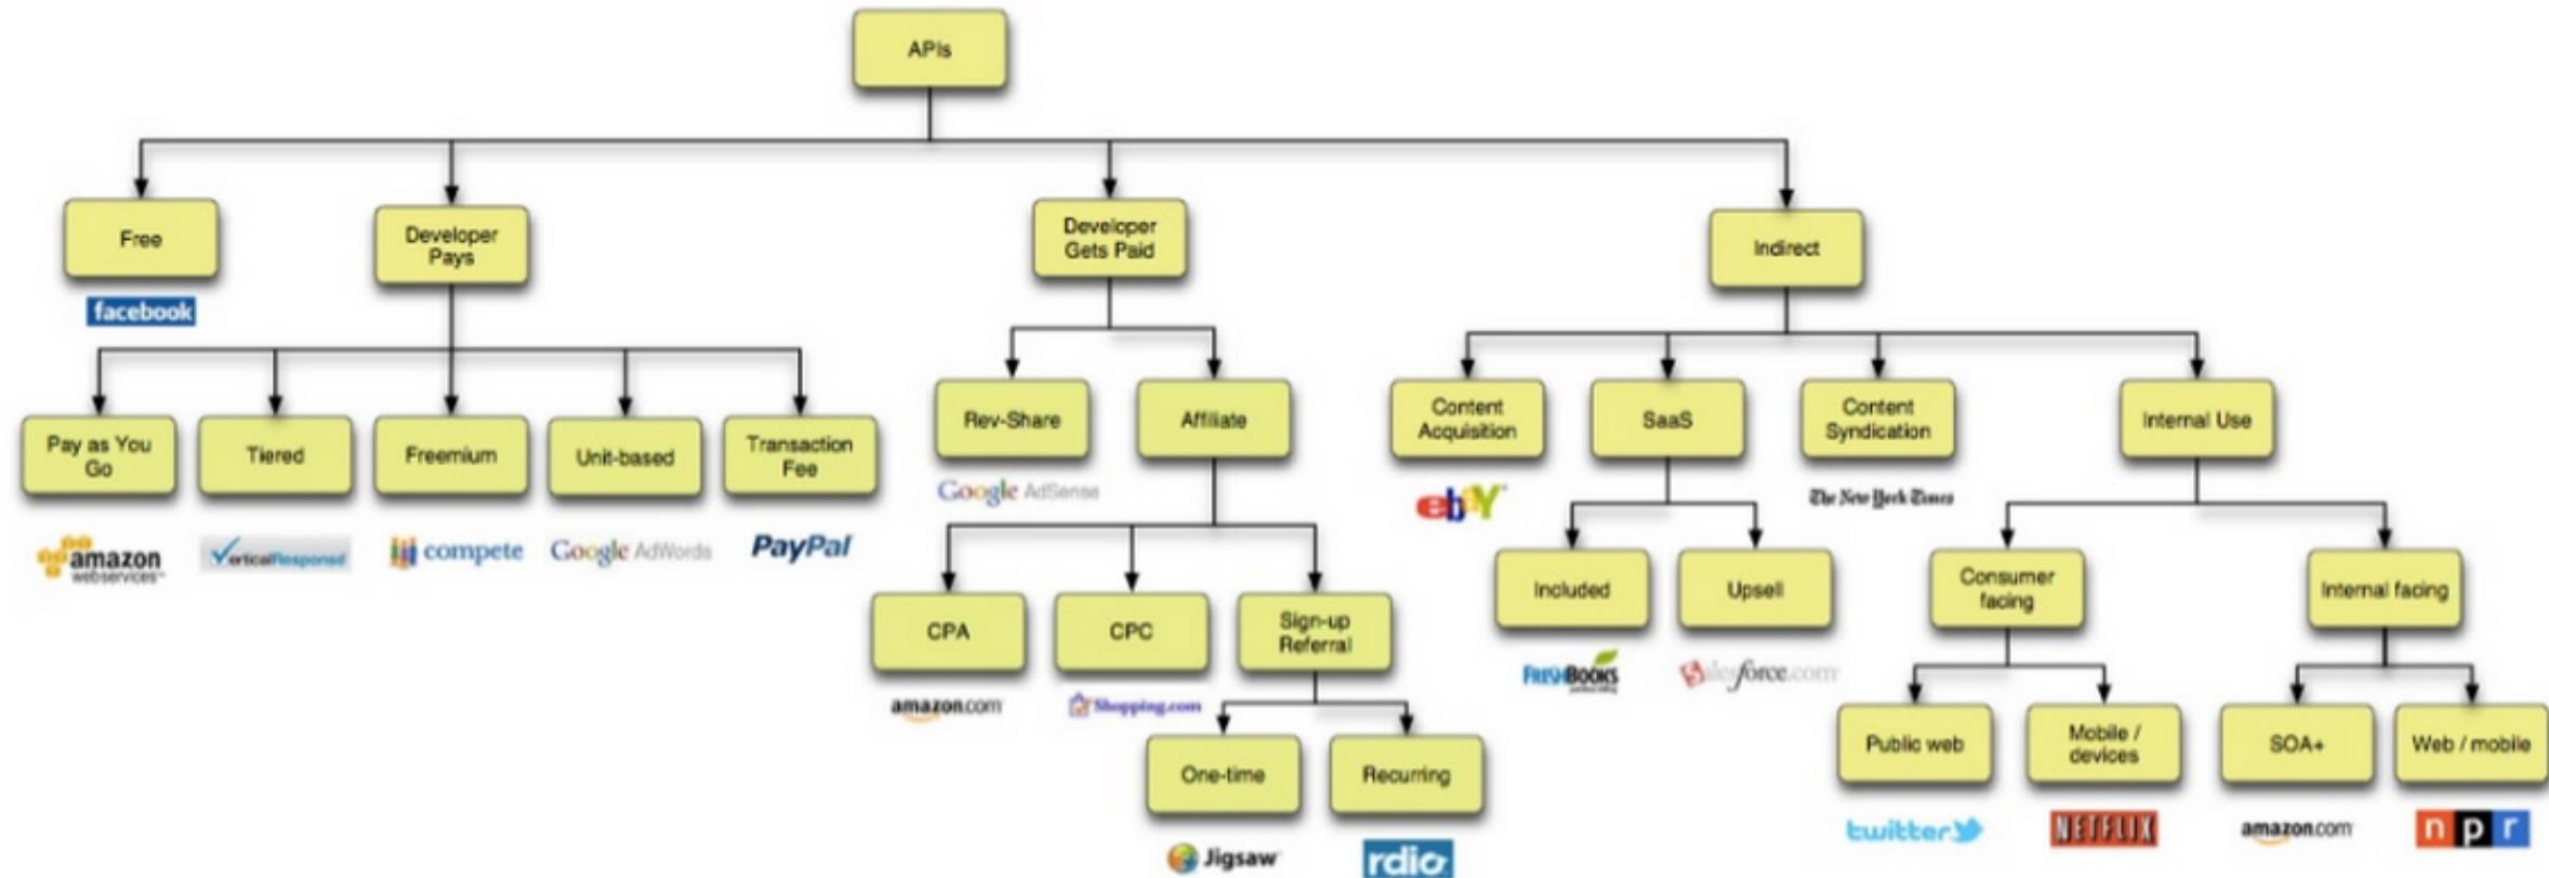 APIs
Free
Developer
Pays
Developer
Gets Paid
Indirect
facebook
Pay as You
Go
Tiered
Freemium
Unit-based
Transaction
Fee
Rev-Share
Affiliate
Content
Acquisition
SaaS
Content
Syndication
Internal Use
amazon
webservices™
VerticalResponse
compete
Google AdWords
PayPal
Google AdSense
ebY
The New York Times
CPA
CPC
Sign-up
Referral
Included
Upsell
Consumer
facing
Internal facing
amazon.com
Shopping.com
FRESHBOOKS
salesforce.com
One-time
Recurring
Public web
Mobile /
devices
SOA+
Web / mobile
Jigsaw
rdio
twitter
NETFLIX
amazon.com
n p r